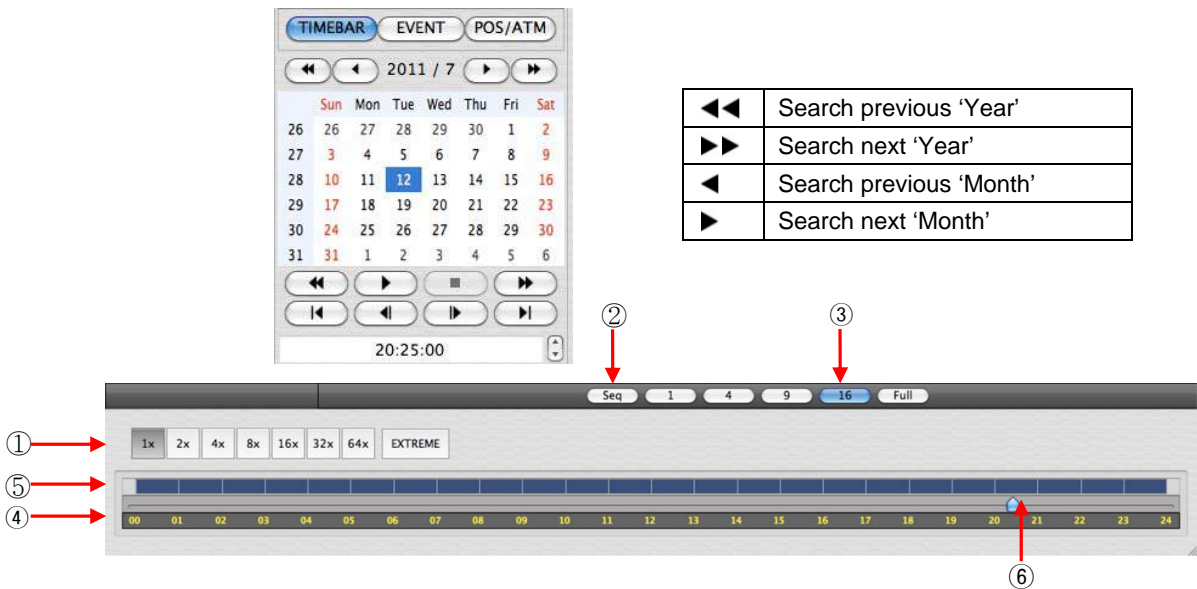 TIMEBAR EVENT POS/ATM
2011 / 7
Sun Mon Tue Wed Thu Fri Sat
26 26 27 28 29 30 1 2
27 3 4 5 6 7 8 9
28 10 11 12 13 14 15 16
29 17 18 19 20 21 22 23
30 24 25 26 27 28 29 30
31 31 1 2 3 4 5 6
20:25:00
◀◀ Search previous ‘Year’
▶▶ Search next ‘Year’
◀ Search previous ‘Month’
▶ Search next ‘Month’
② ③
Seq 1 4 9 16 Full
① 1x 2x 4x 8x 16x 32x 64x EXTREME
⑤
④ 00 01 02 03 04 05 06 07 08 09 10 11 12 13 14 15 16 17 18 19 20 21 22 23 24
⑥